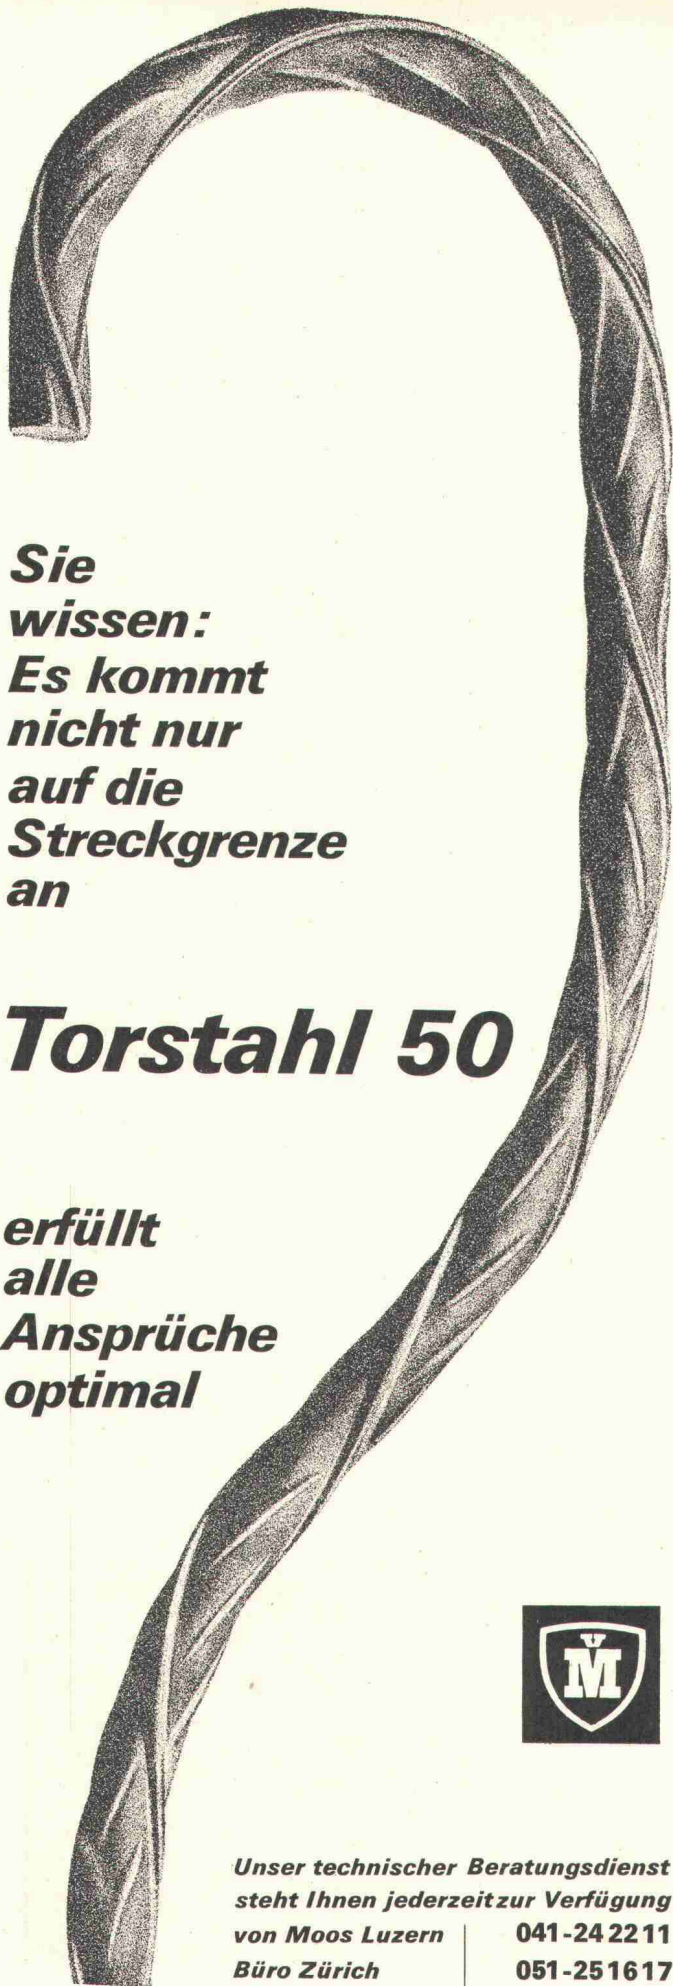 Sie
wissen:
Es kommt
nicht nur
auf die
Streckgrenze
an
Torstahl 50
erfüllt
alle
Ansprüche
optimal
v
M
Unser technischer Beratungsdienst
steht Ihnen jederzeit zur Verfügung
von Moos Luzern 041-24 22 11
Büro Zürich 051-25 16 17